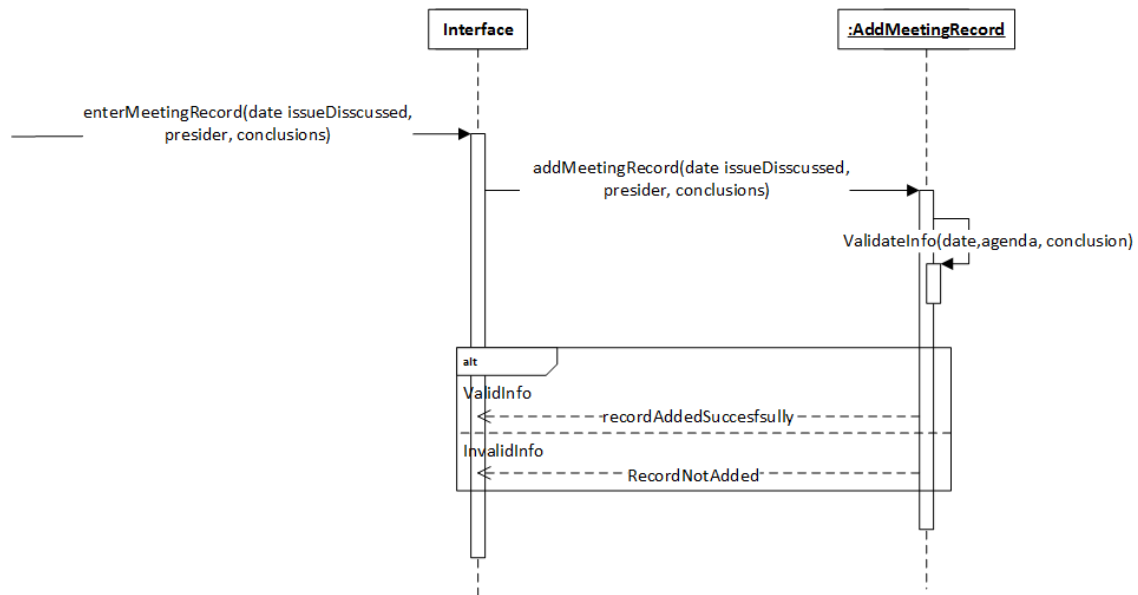 Interface
:AddMeetingRecord
enterMeetingRecord(date issueDisscussed,
presider, conclusions)
addMeetingRecord(date issueDisscussed,
presider, conclusions)
ValidateInfo(date,agenda, conclusion)
alt
ValidInfo
recordAddedSuccesfsully
InvalidInfo
RecordNotAdded